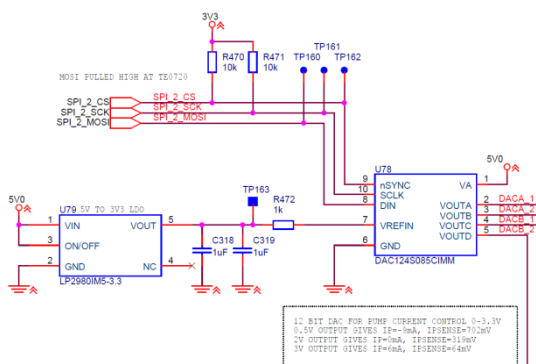 3V3
TP161
R470
10k
R471
10k
TP160
TP162
MOSI PULLED HIGH AT TE0720
SPI_2_CS
SPI_2_CS
SPI_2_SCK
SPI_2_SCK
SPI_2_MOSI
SPI_2_MOSI
U78
5V0
9
nSYNC
VA
1
10
SCLK
8
DIN
VOUTA
2
DACA_1
VOUTB
3
DACA_2
VOUTC
4
DACB_1
VOUTD
5
DACB_2
7
VREFIN
6
GND
DAC124S085CIMM
5V0
U79
5V TO 3V3 LDO
1
VIN
VOUT
5
3
ON/OFF
2
GND
NC
4
LP2980IM5-3.3
TP163
R472
1k
C318
1uF
C319
1uF
12 BIT DAC FOR PUMP CURRENT CONTROL 0-3.3V
0.5V OUTPUT GIVES IP=-9mA, IPSENSE=702mV
2V OUTPUT GIVES IP=0mA, IPSENSE=319mV
3V OUTPUT GIVES IP=6mA, IPSENSE=64mV